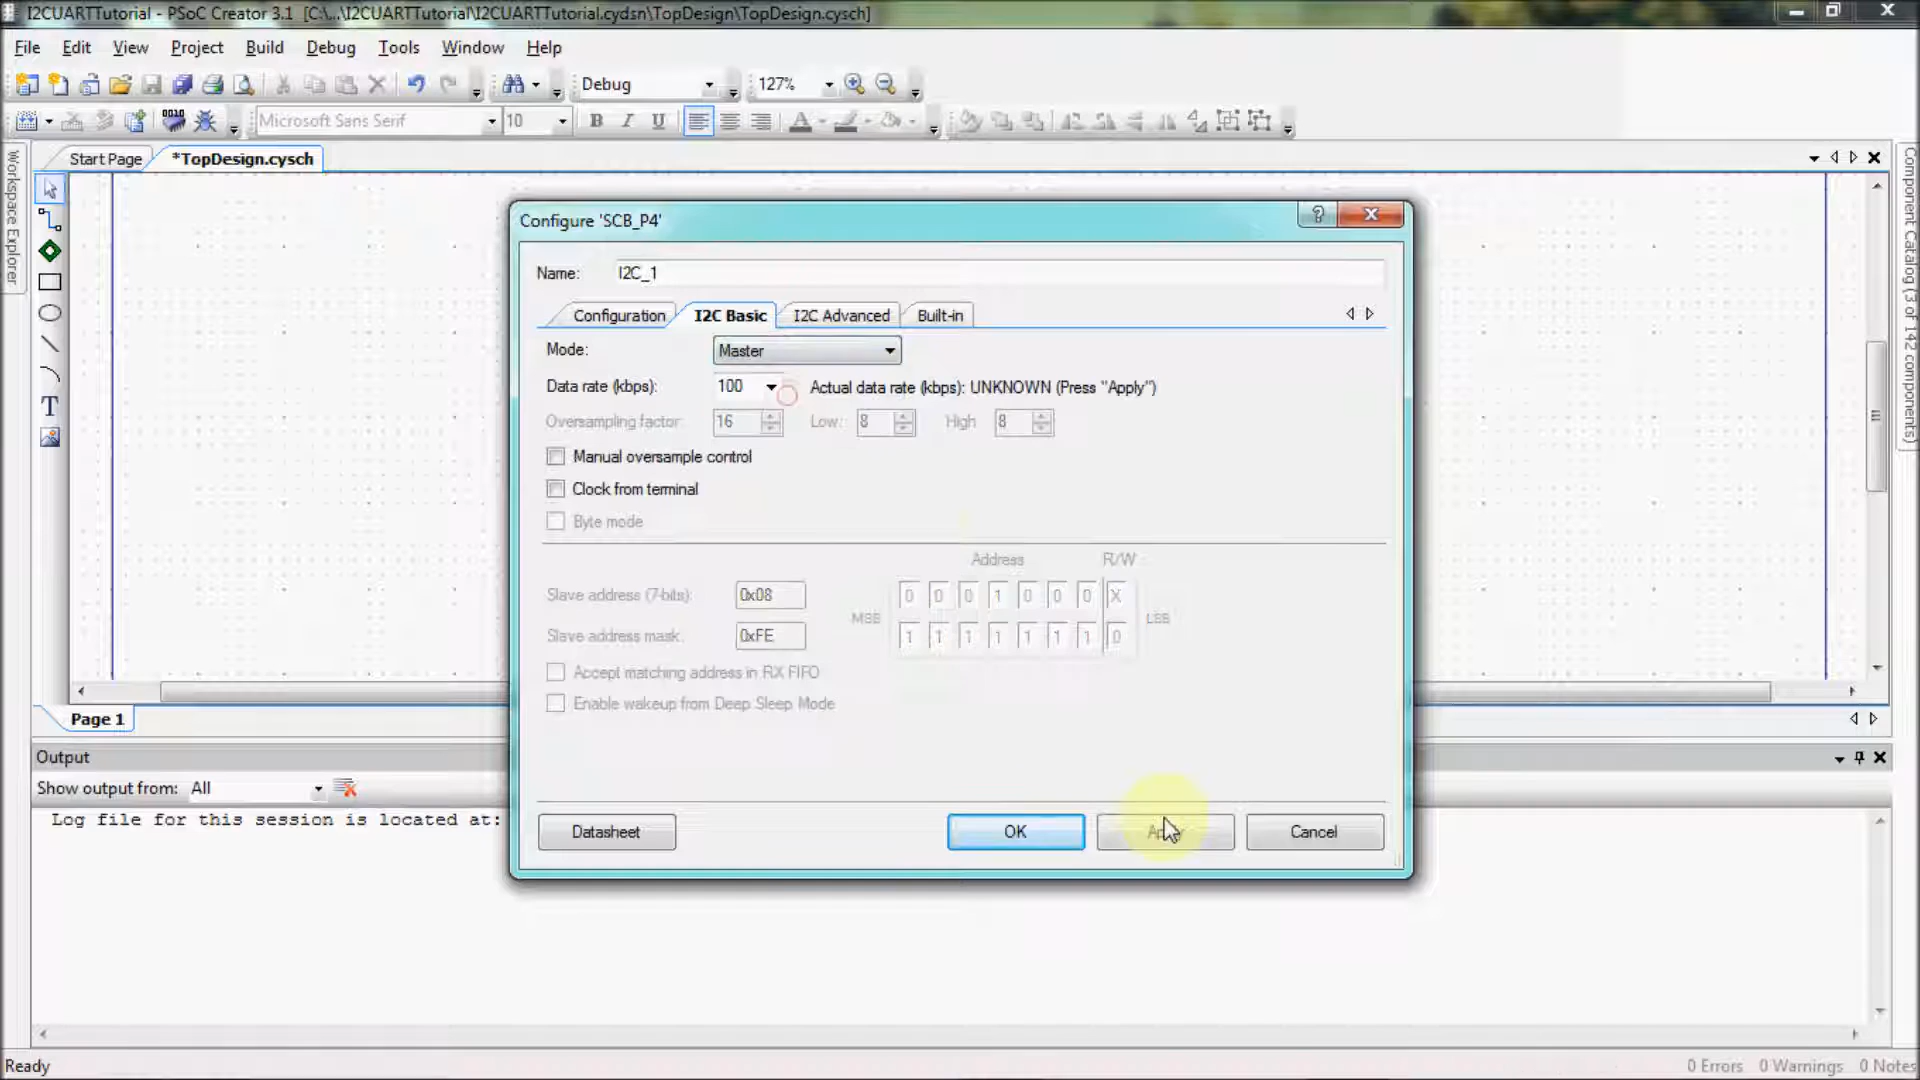 I2CUARTTutorial - PSoC Creator 3.1 [C:\...\I2CUARTTutorial\I2CUARTTutorial.cydsn\TopDesign\TopDesign.cysch]
File Edit View Project Build Debug Tools Window Help
Debug 127%
Microsoft Sans Serif 10 B I U A
Start Page *TopDesign.cysch
Workspace Explorer
Component Catalog (3 of 142 components)
T
Configure 'SCB_P4'
Name: I2C_1
Configuration I2C Basic I2C Advanced Built-in
Mode: Master
Data rate (kbps): 100 Actual data rate (kbps): UNKNOWN (Press "Apply")
Oversampling factor: 16 Low: 8 High 8
Manual oversample control
Clock from terminal
Byte mode
Address R/W
Slave address (7-bits): 0x08 0 0 0 1 0 0 0 X
MSB LSB
Slave address mask: 0xFE 1 1 1 1 1 1 1 0
Accept matching address in RX FIFO
Enable wakeup from Deep Sleep Mode
Datasheet OK Cancel
Page 1
Output
Show output from: All
Log file for this session is located at:
Ready 0 Errors 0 Warnings 0 Notes